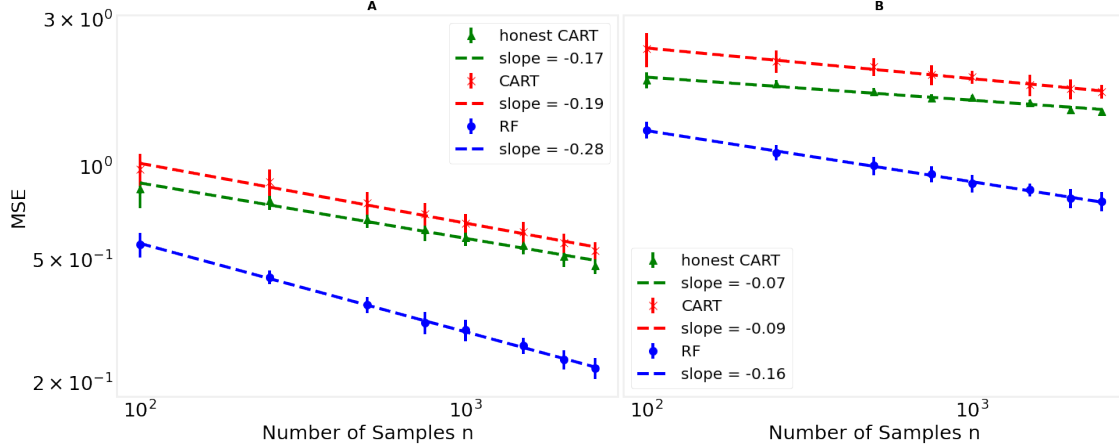 A
B
3 × 10⁰
10⁰
5 × 10⁻¹
2 × 10⁻¹
MSE
honest CART
slope = -0.17
CART
slope = -0.19
RF
slope = -0.28
10²
10³
Number of Samples n
honest CART
slope = -0.07
CART
slope = -0.09
RF
slope = -0.16
10²
10³
Number of Samples n